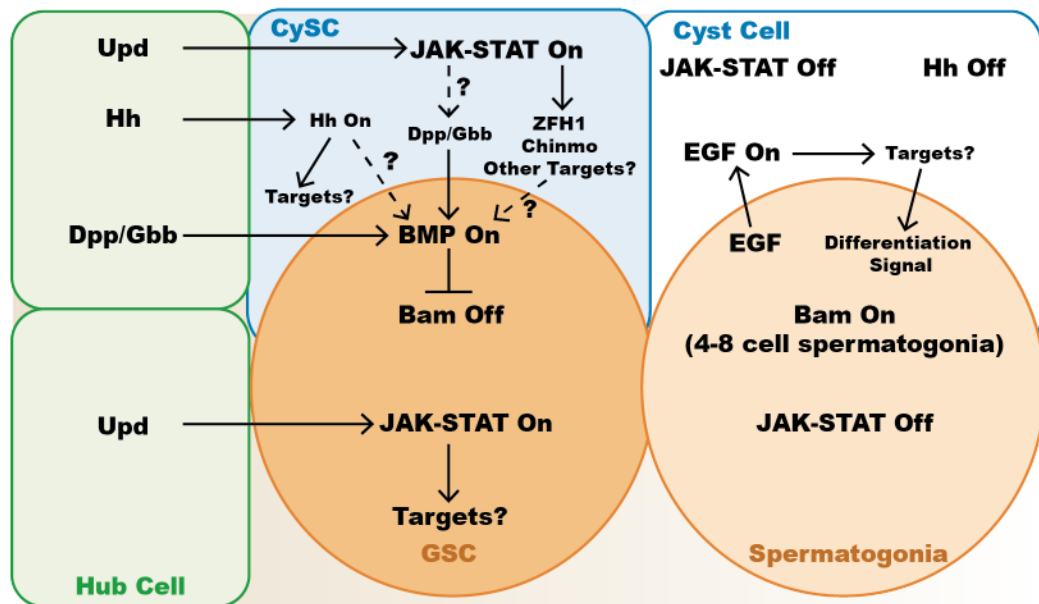 CySC
Upd
JAK-STAT On
?
Hh
Hh On
?
Dpp/Gbb
ZFH1
Chinmo
Other Targets?
Targets?
?
Dpp/Gbb
BMP On
Bam Off
Upd
JAK-STAT On
Targets?
GSC
Hub Cell
Cyst Cell
JAK-STAT Off
Hh Off
EGF On
Targets?
EGF
Differentiation
Signal
Bam On
(4-8 cell spermatogonia)
JAK-STAT Off
Spermatogonia